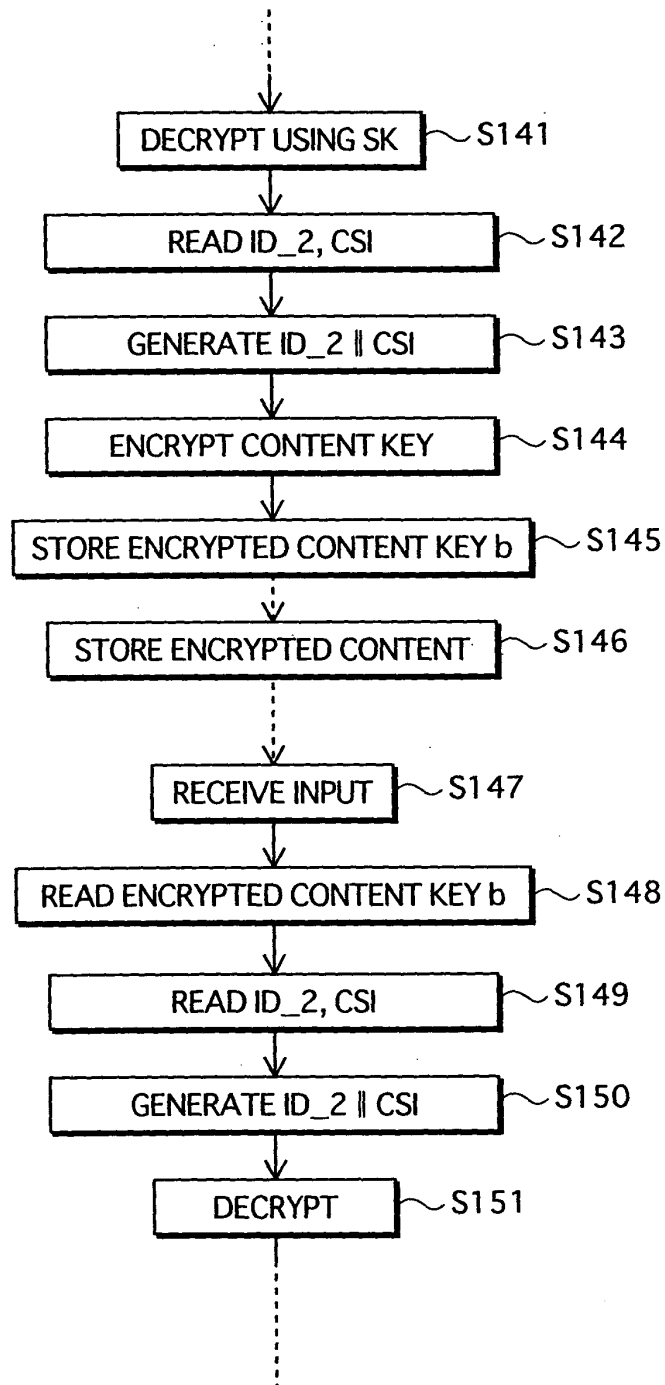 DECRYPT USING SK S141
READ ID_2, CSI S142
GENERATE ID_2 || CSI S143
ENCRYPT CONTENT KEY S144
STORE ENCRYPTED CONTENT KEY b S145
STORE ENCRYPTED CONTENT S146
RECEIVE INPUT S147
READ ENCRYPTED CONTENT KEY b S148
READ ID_2, CSI S149
GENERATE ID_2 || CSI S150
DECRYPT S151